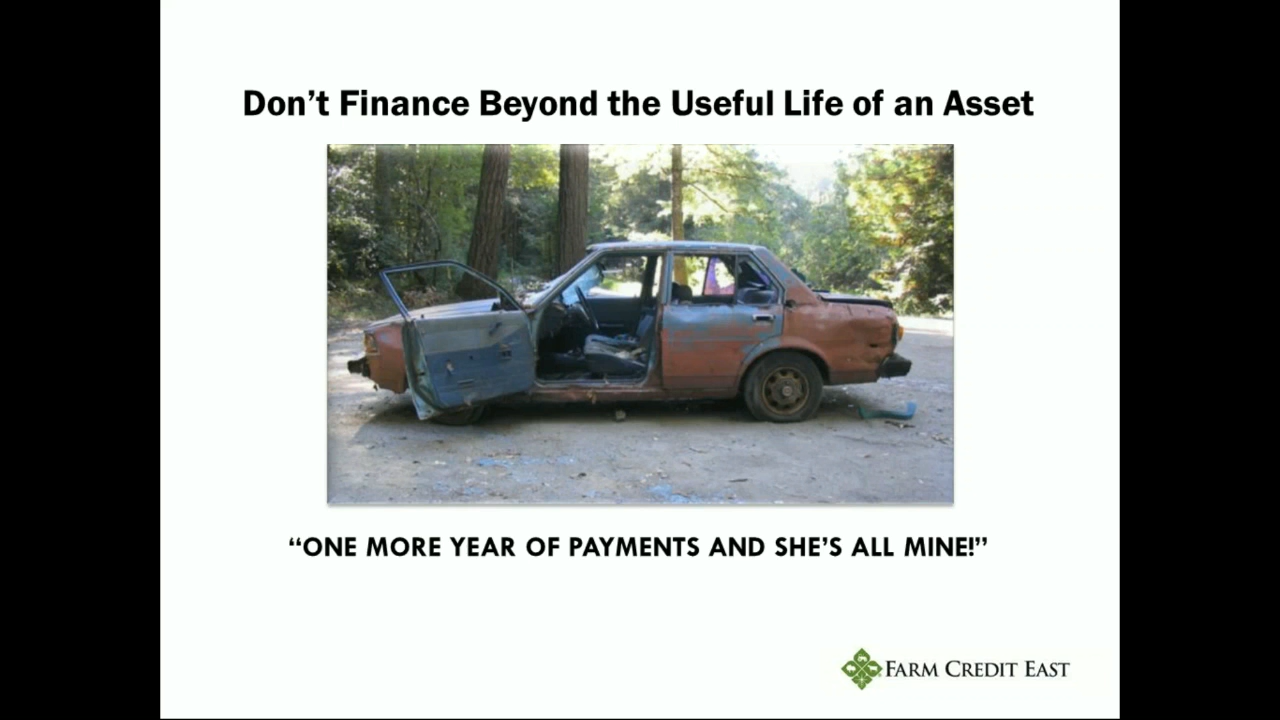 Don’t Finance Beyond the Useful Life of an Asset
“ONE MORE YEAR OF PAYMENTS AND SHE’S ALL MINE!”
FARM CREDIT EAST